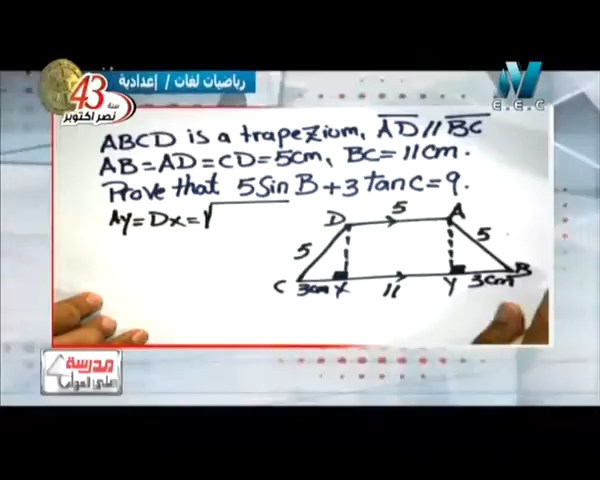 رياضيات لغات / إعدادية
43
سنة
نصر أكتوبر
E.E.C
ABCD is a trapezium, AD // BC
AB = AD = CD = 5cm, BC = 11cm.
Prove that 5 Sin B + 3 tan C = 9.
AY = DX = √
D 5 A
5 5
C 3cm X 11 Y 3cm B
مدرسة
على الهواء